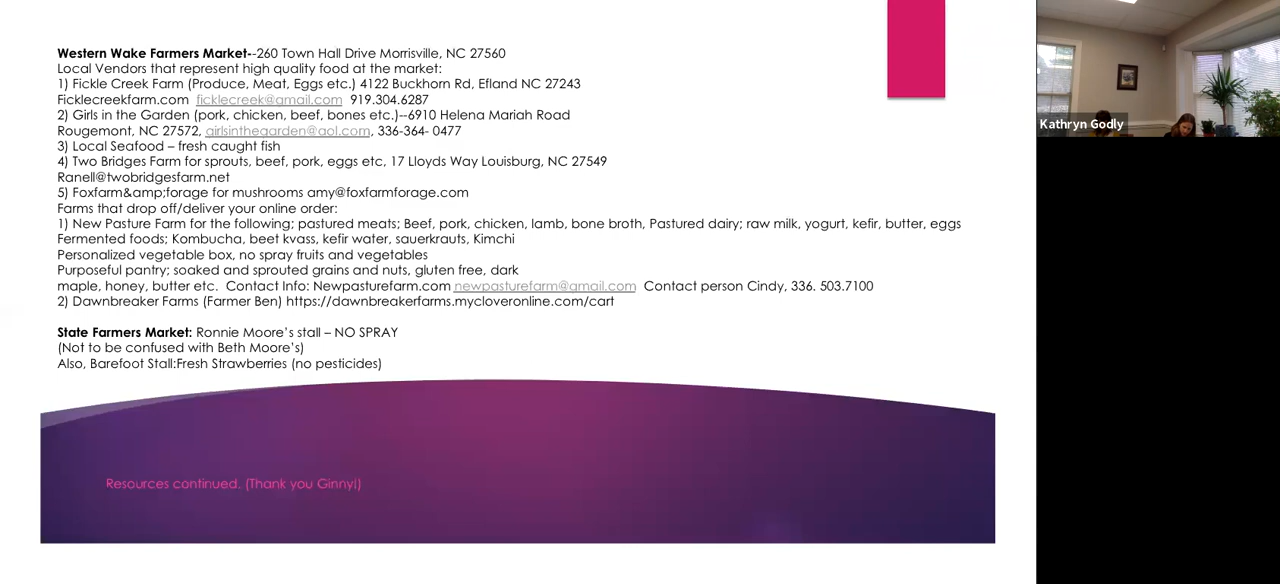 Western Wake Farmers Market--260 Town Hall Drive Morrisville, NC 27560
Local Vendors that represent high quality food at the market:
1) Fickle Creek Farm (Produce, Meat, Eggs etc.) 4122 Buckhorn Rd, Efland NC 27243
Ficklecreekfarm.com ficklecreek@gmail.com 919.304.6287
2) Girls in the Garden (pork, chicken, beef, bones etc.)--6910 Helena Mariah Road
Rougemont, NC 27572, girlsinthegarden@aol.com, 336-364- 0477
3) Local Seafood – fresh caught fish
4) Two Bridges Farm for sprouts, beef, pork, eggs etc, 17 Lloyds Way Louisburg, NC 27549
Ranell@twobridgesfarm.net
5) Foxfarm&amp;forage for mushrooms amy@foxfarmforage.com
Farms that drop off/deliver your online order:
1) New Pasture Farm for the following; pastured meats; Beef, pork, chicken, lamb, bone broth, Pastured dairy; raw milk, yogurt, kefir, butter, eggs
Fermented foods; Kombucha, beet kvass, kefir water, sauerkrauts, Kimchi
Personalized vegetable box, no spray fruits and vegetables
Purposeful pantry; soaked and sprouted grains and nuts, gluten free, dark
maple, honey, butter etc. Contact Info: Newpasturefarm.com newpasturefarm@gmail.com Contact person Cindy, 336. 503.7100
2) Dawnbreaker Farms (Farmer Ben) https://dawnbreakerfarms.mycloveronline.com/cart
State Farmers Market: Ronnie Moore's stall – NO SPRAY
(Not to be confused with Beth Moore's)
Also, Barefoot Stall:Fresh Strawberries (no pesticides)
Resources continued. (Thank you Ginny!)
Kathryn Godly